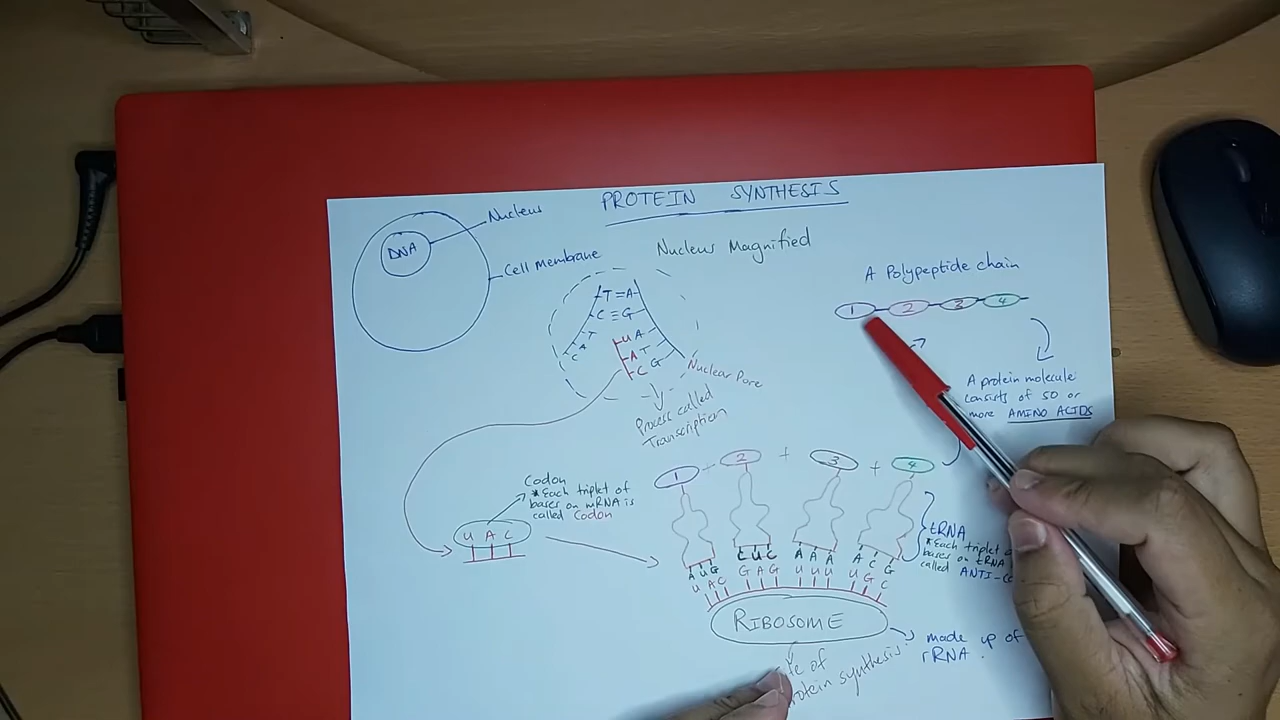 PROTEIN SYNTHESIS
Nucleus
DNA
Cell Membrane
Nucleus Magnified
T=A
C≡G
T
A
C
U A
A T
C G
Nuclear Pore
Process called
Transcription
A Polypeptide chain
1 2 3 4
A protein molecule
consists of 50 or
more AMINO ACIDS
Codon
* Each triplet of
bases on mRNA is
called Codon
U A C
1 2 + 3 + 4
tRNA
* Each triplet
bases on tRNA
called ANTI-
A U G C U C A A A A C G
U A C G A G U U U U G C
RIBOSOME
made up of
rRNA.
of
protein synthesis.